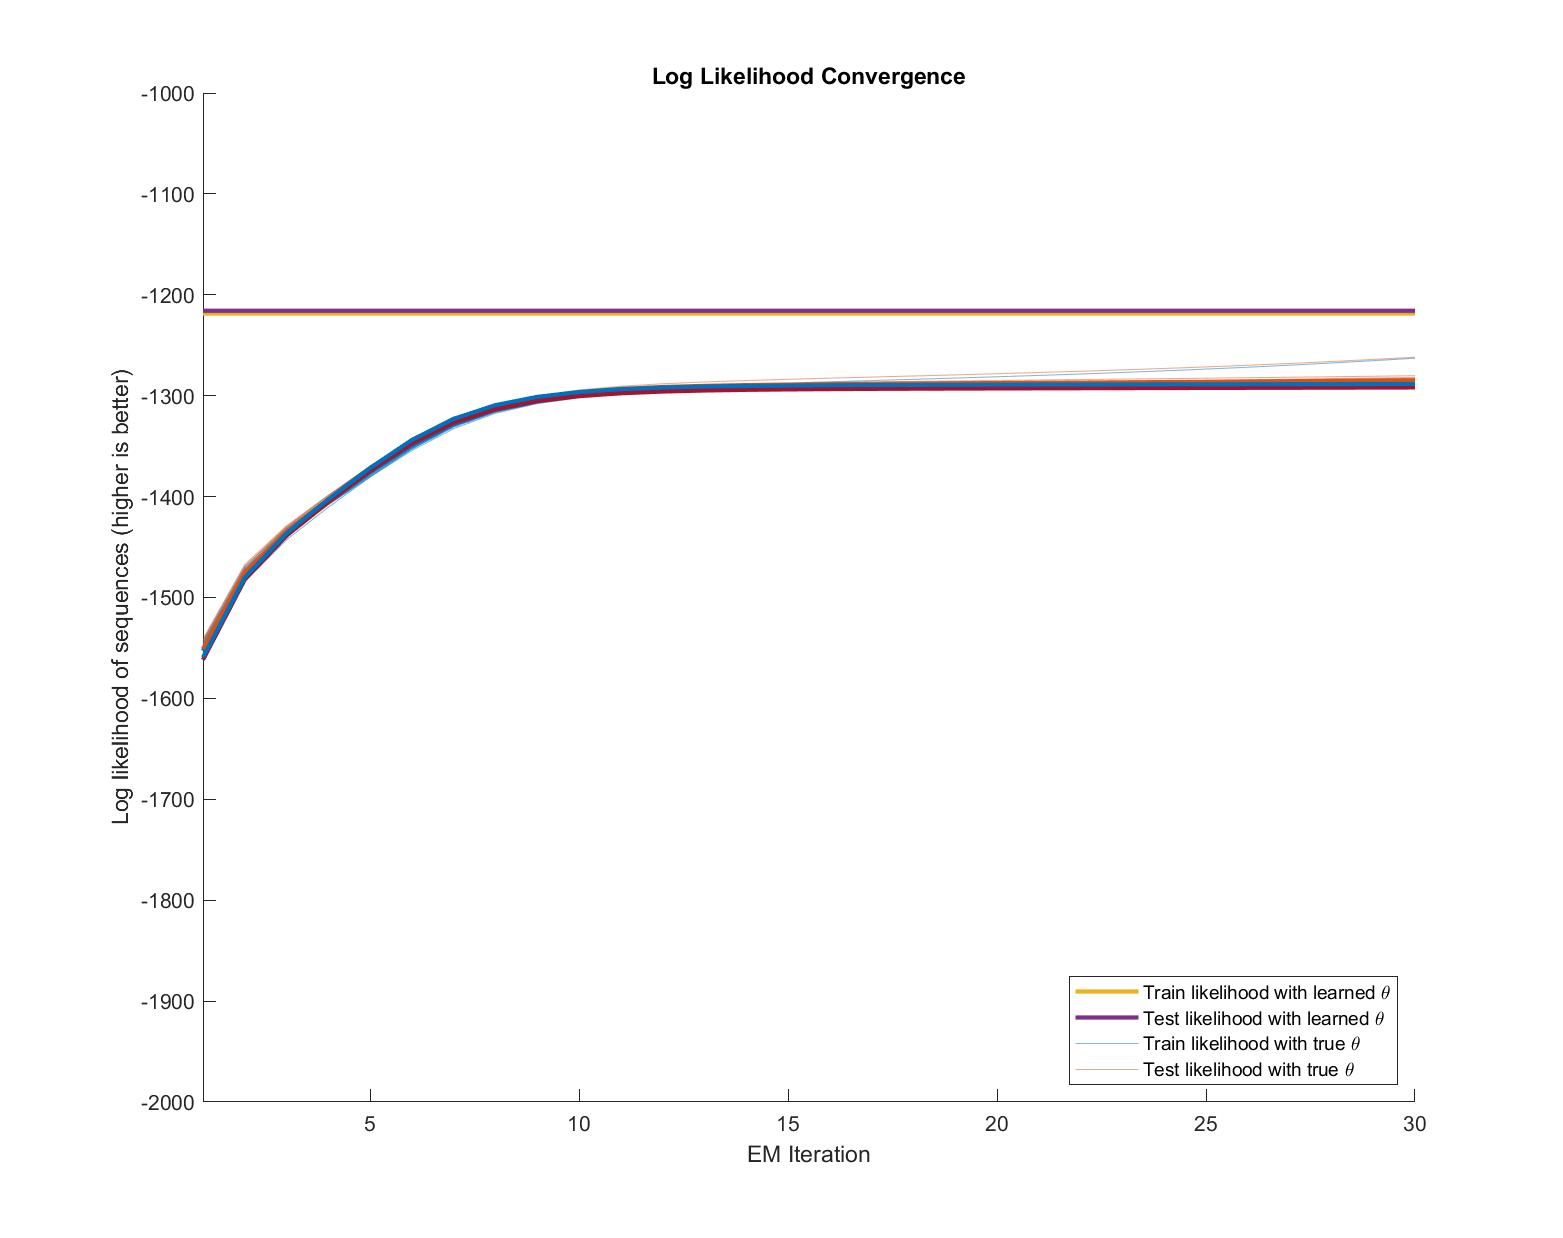 Log Likelihood Convergence
-1000
-1100
-1200
-1300
-1400
-1500
-1600
-1700
-1800
-1900
-2000
Log likelihood of sequences (higher is better)
5 10 15 20 25 30
EM Iteration
Train likelihood with learned θ
Test likelihood with learned θ
Train likelihood with true θ
Test likelihood with true θ